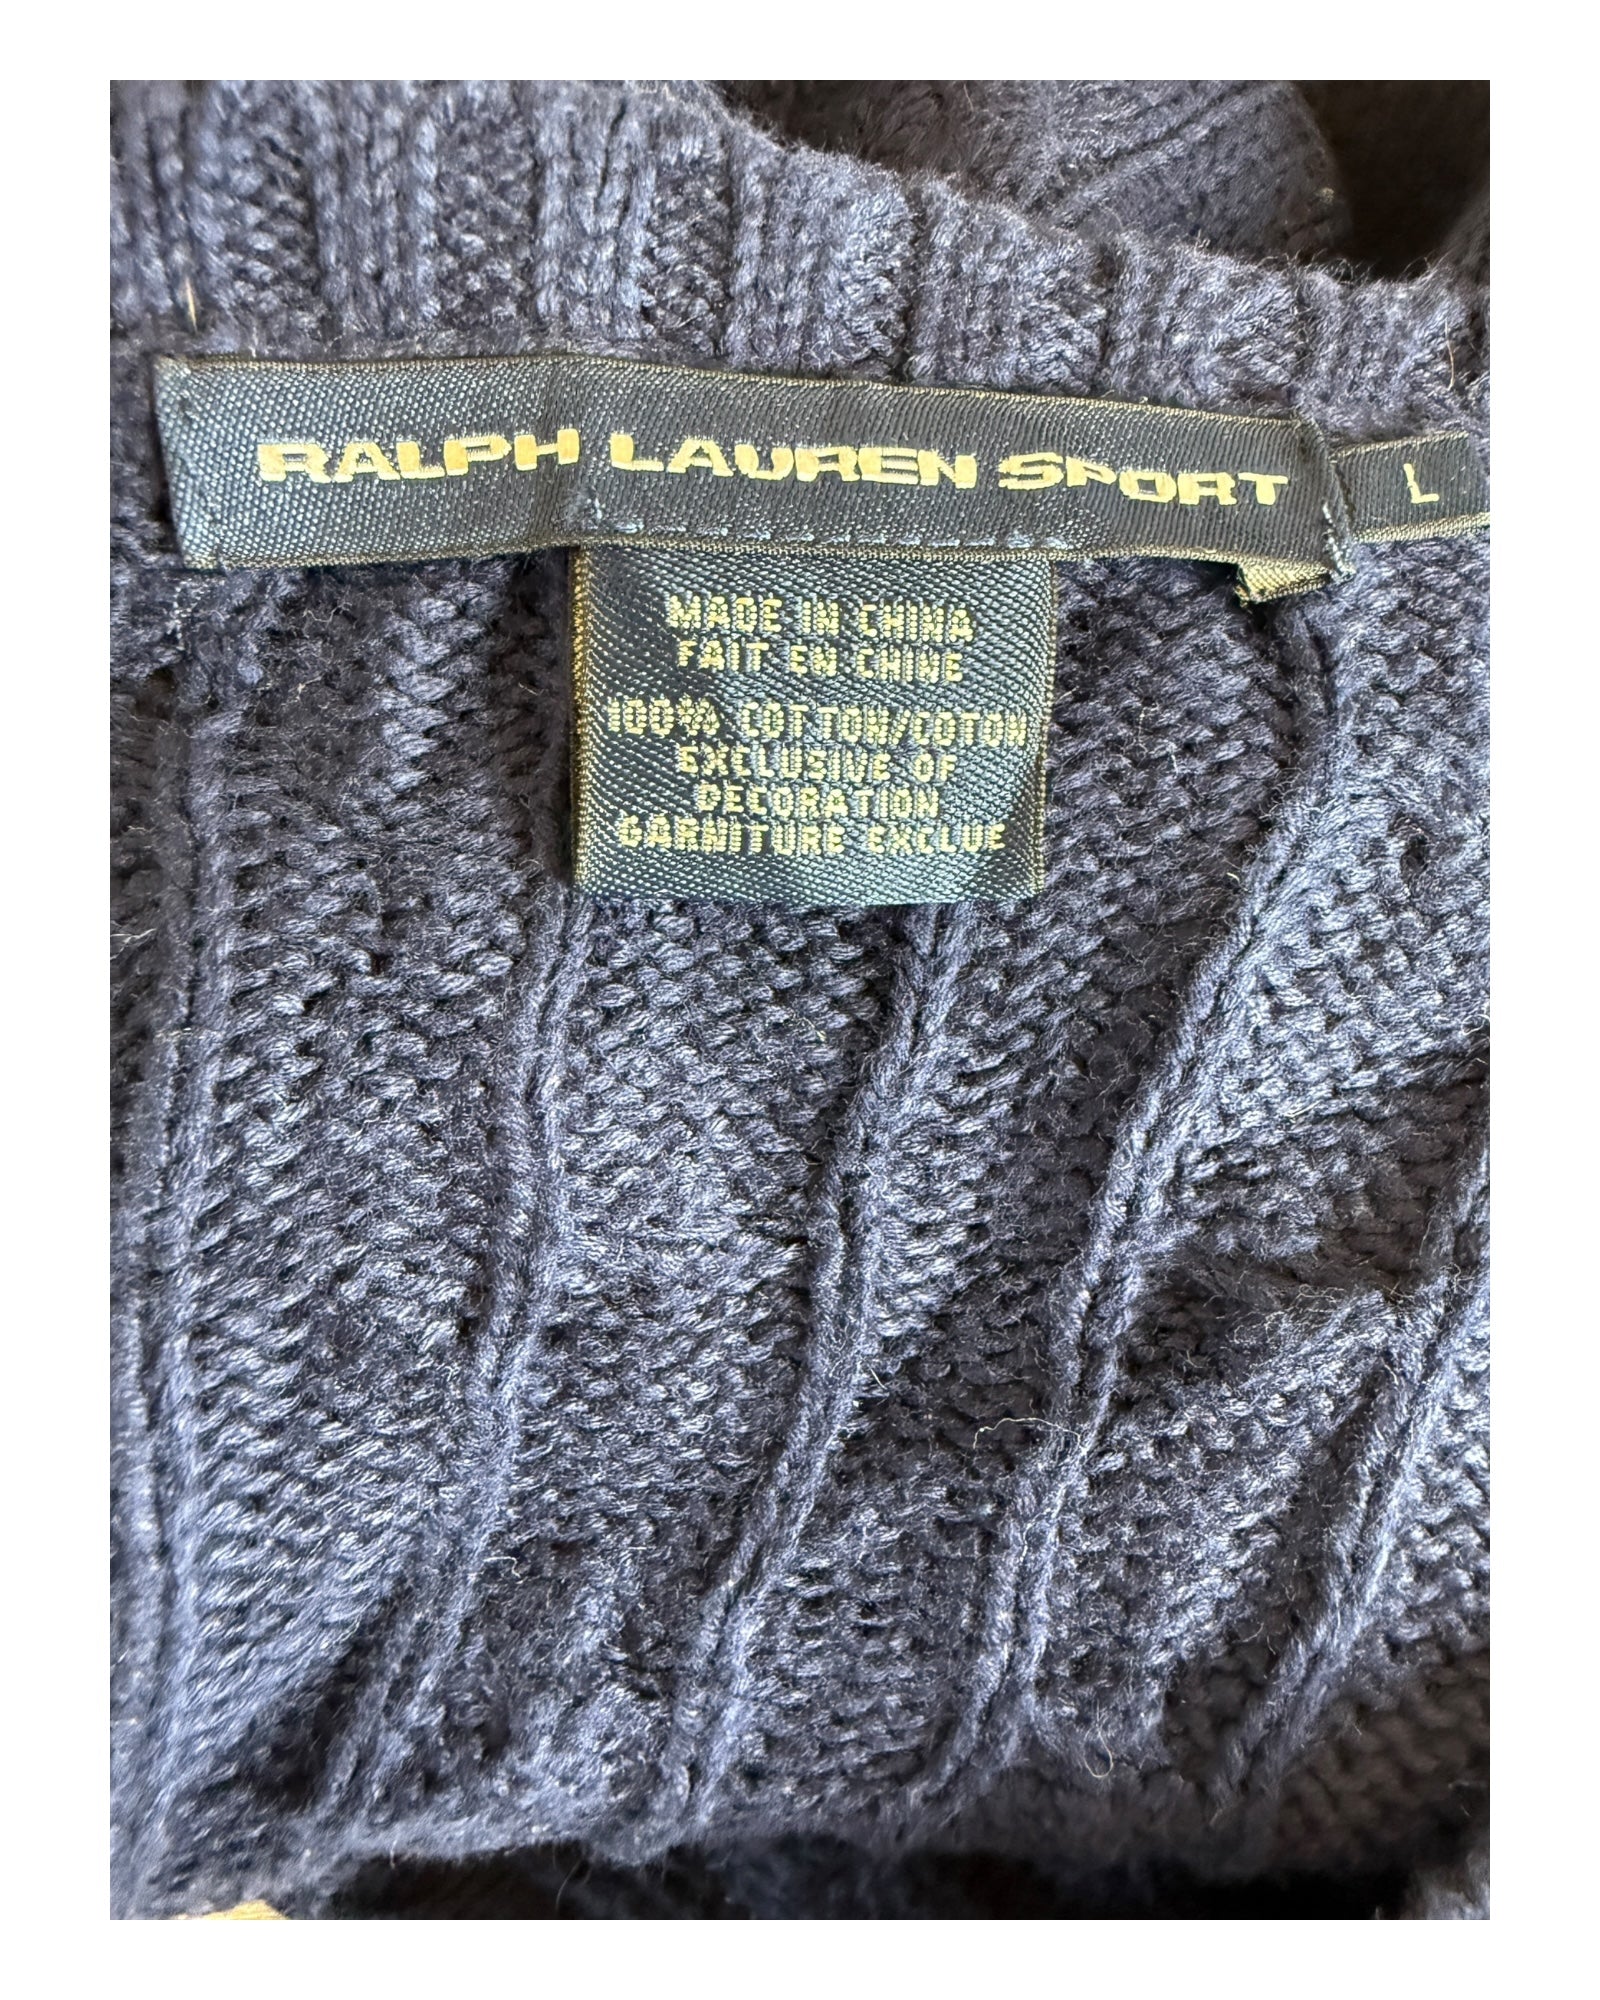 RALPH LAUREN SPORT
L
MADE IN CHINA
FAIT EN CHINE
100% COTTON/COTON
EXCLUSIVE OF
DECORATION
GARNITURE EXCLUE